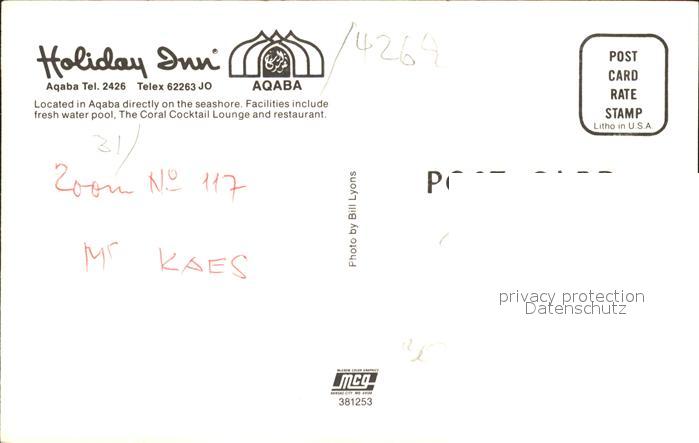 Holiday Inn®
AQABA
Aqaba Tel. 2426 Telex 62263 JO
Located in Aqaba directly on the seashore. Facilities include
fresh water pool, The Coral Cocktail Lounge and restaurant.
4269
POST
CARD
RATE
STAMP
Litho in U.S.A.
31/
Room No 117
Mr KAES
Photo by Bill Lyons
privacy protection
Datenschutz
mcg
381253